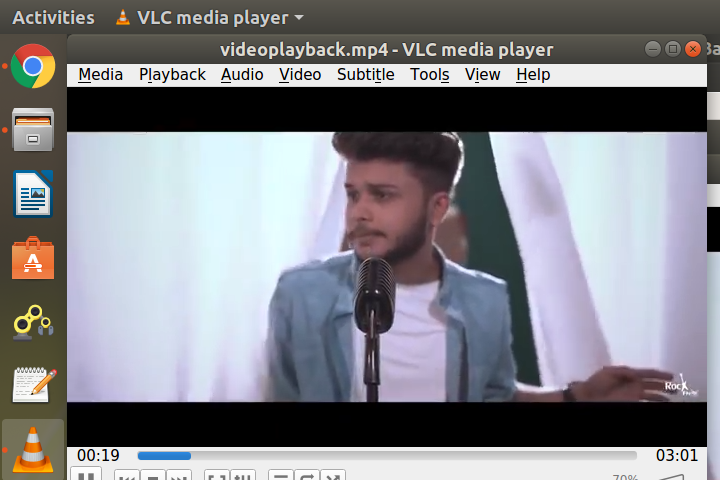 Activities VLC media player
videoplayback.mp4 - VLC media player
Media Playback Audio Video Subtitle Tools View Help
Rock
00:19 03:01
70%